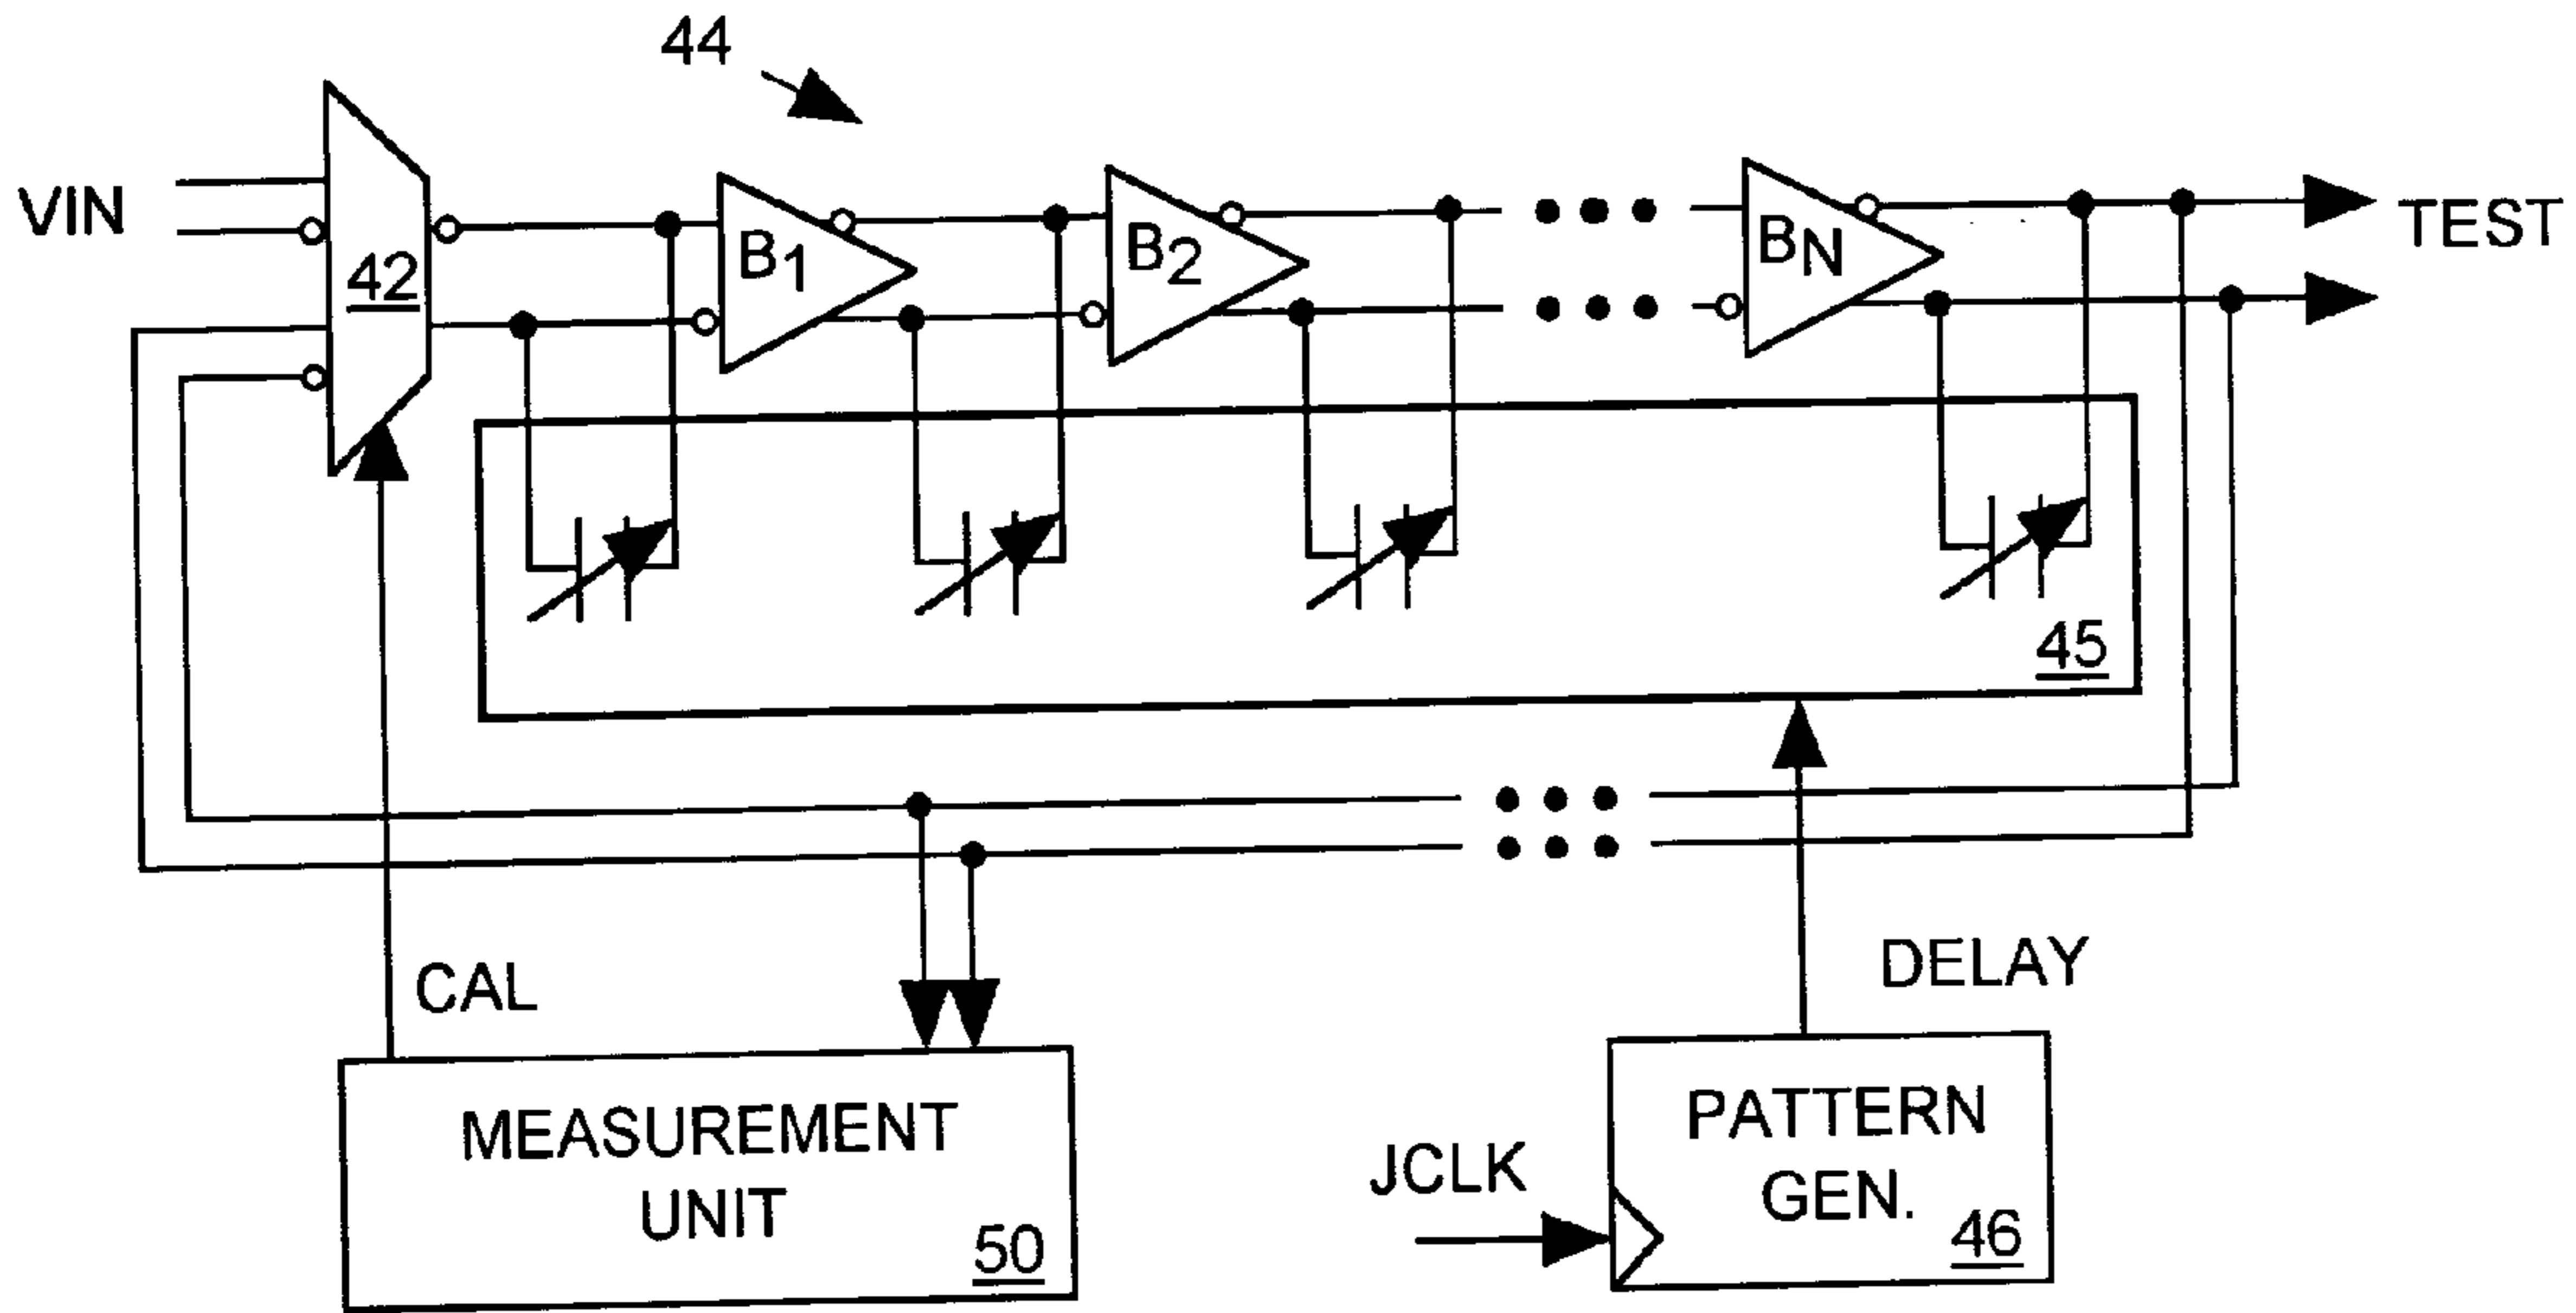 44
VIN
42
B1
B2
BN
TEST
45
CAL
DELAY
MEASUREMENT
UNIT
50
JCLK
PATTERN
GEN.
46